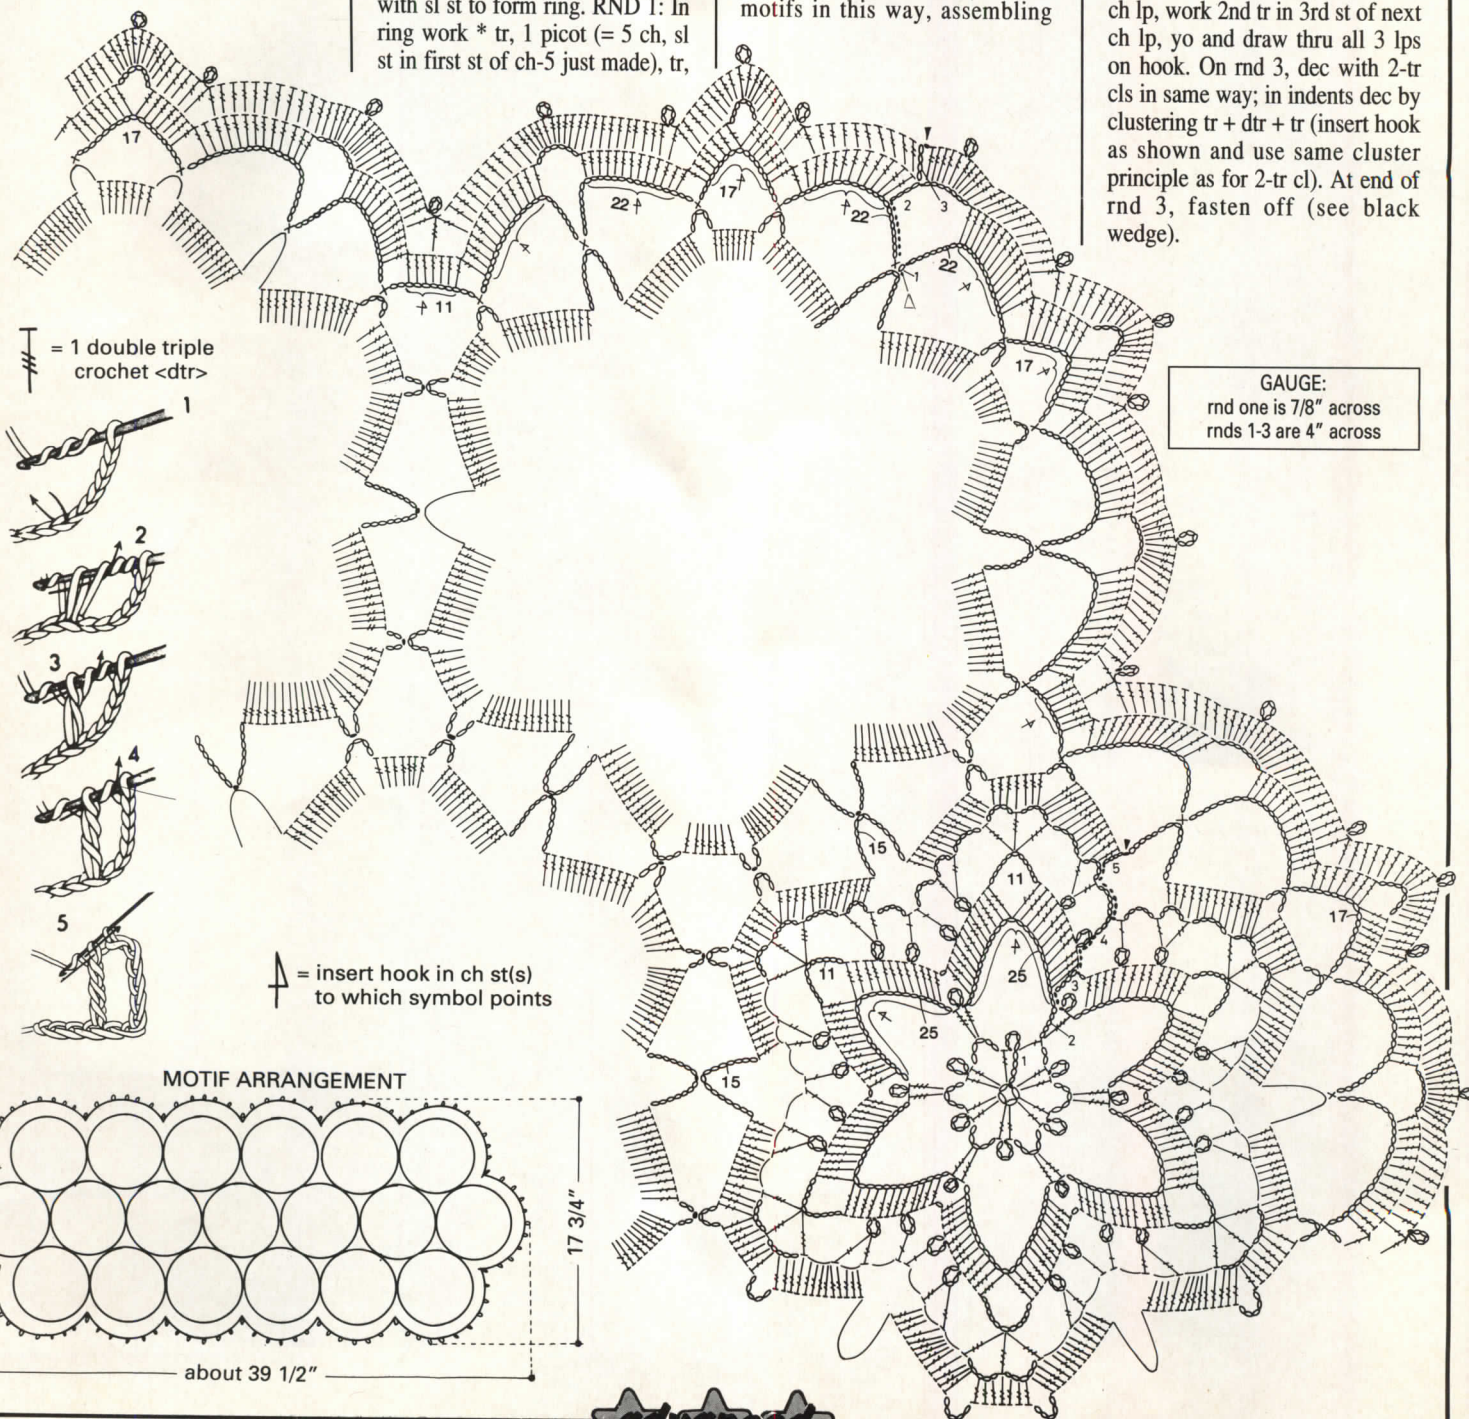 with sl st to form ring. RND 1: In
ring work * tr, 1 picot (= 5 ch, sl
st in first st of ch-5 just made), tr,
motifs in this way, assembling
ch lp, work 2nd tr in 3rd st of next
ch lp, yo and draw thru all 3 lps
on hook. On rnd 3, dec with 2-tr
cls in same way; in indents dec by
clustering tr + dtr + tr (insert hook
as shown and use same cluster
principle as for 2-tr cl). At end of
rnd 3, fasten off (see black
wedge).
17
11
22
17
22
2
3
1
22
17
= 1 double triple
crochet <dtr>
1
2
3
4
5
GAUGE:
rnd one is 7/8" across
rnds 1-3 are 4" across
= insert hook in ch st(s)
to which symbol points
15
11
5
4
11
25
3
25
2
1
15
17
MOTIF ARRANGEMENT
17 3/4"
about 39 1/2"